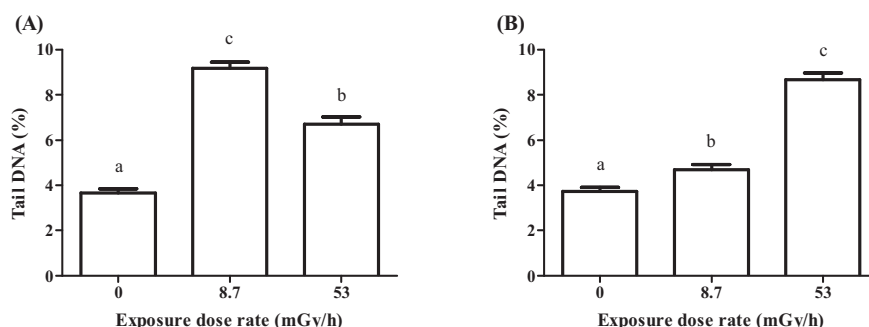 (A)
Tail DNA (%)
10
8
6
4
2
0
a
c
b
0 8.7 53
Exposure dose rate (mGy/h)
(B)
Tail DNA (%)
10
8
6
4
2
0
a
b
c
0 8.7 53
Exposure dose rate (mGy/h)